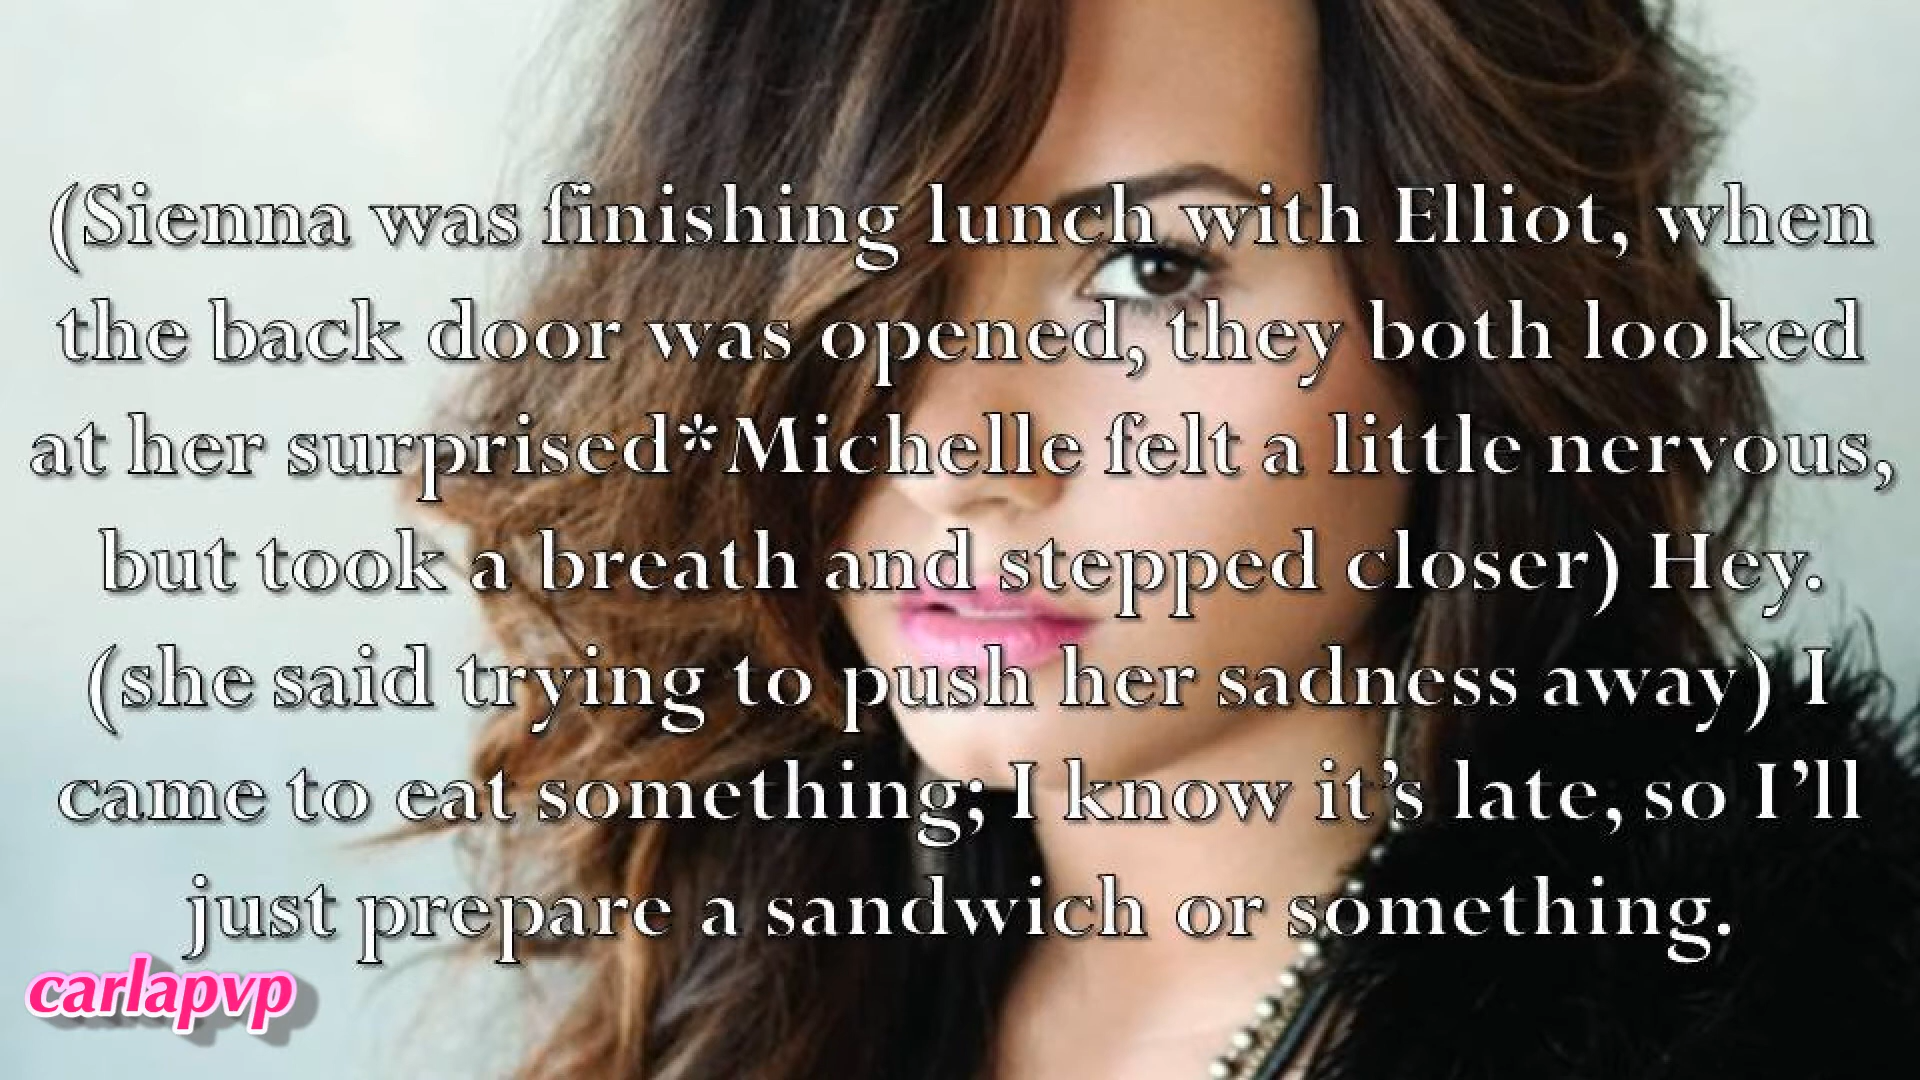 (Sienna was finishing lunch with Elliot, when
the back door was opened, they both looked
at her surprised*Michelle felt a little nervous,
but took a breath and stepped closer) Hey.
(she said trying to push her sadness away) I
came to eat something; I know it’s late, so I’ll
just prepare a sandwich or something.
carlapvp